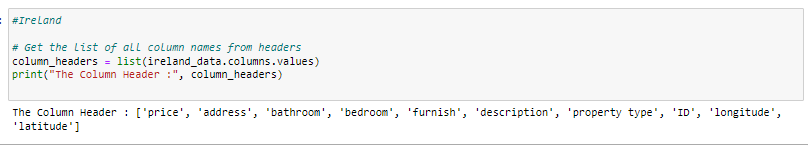 #Ireland
# Get the list of all column names from headers
column_headers = list(ireland_data.columns.values)
print("The Column Header :", column_headers)
The Column Header : ['price', 'address', 'bathroom', 'bedroom', 'furnish', 'description', 'property type', 'ID', 'longitude',
'latitude']